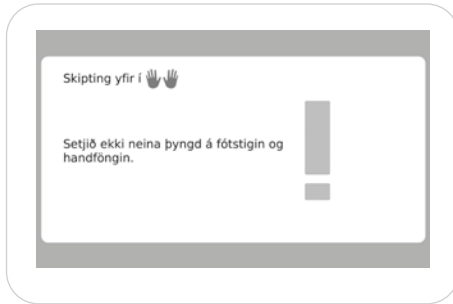 Skipting yfir í
Setjið ekki neina þyngd á fótstigin og
handföngin.